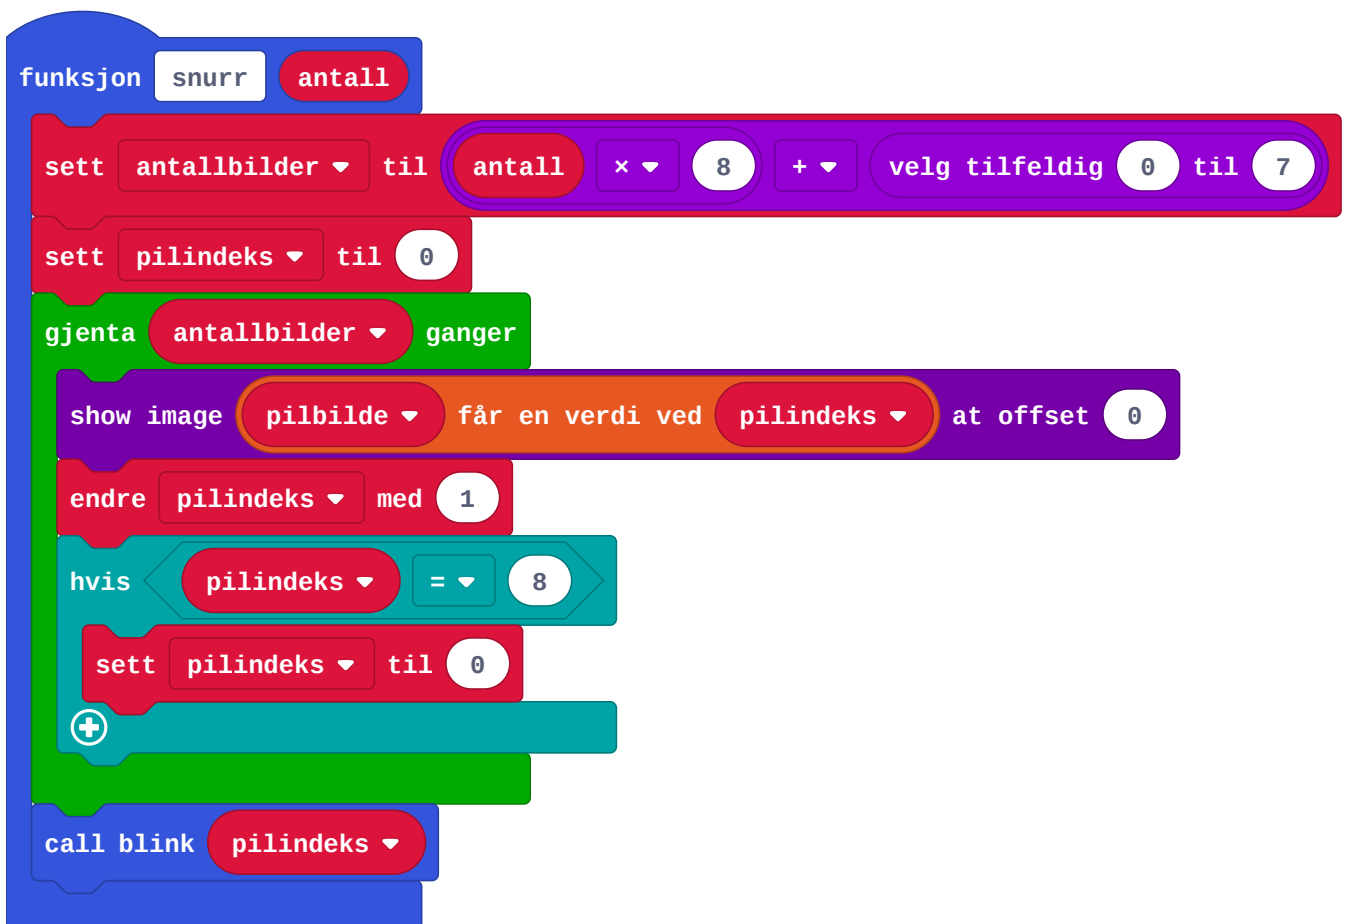 funksjon snurr antall
sett antallbilder til antall × 8 + velg tilfeldig 0 til 7
sett pilindeks til 0
gjenta antallbilder ganger
show image pilbilde får en verdi ved pilindeks at offset 0
endre pilindeks med 1
hvis pilindeks = 8
sett pilindeks til 0
call blink pilindeks